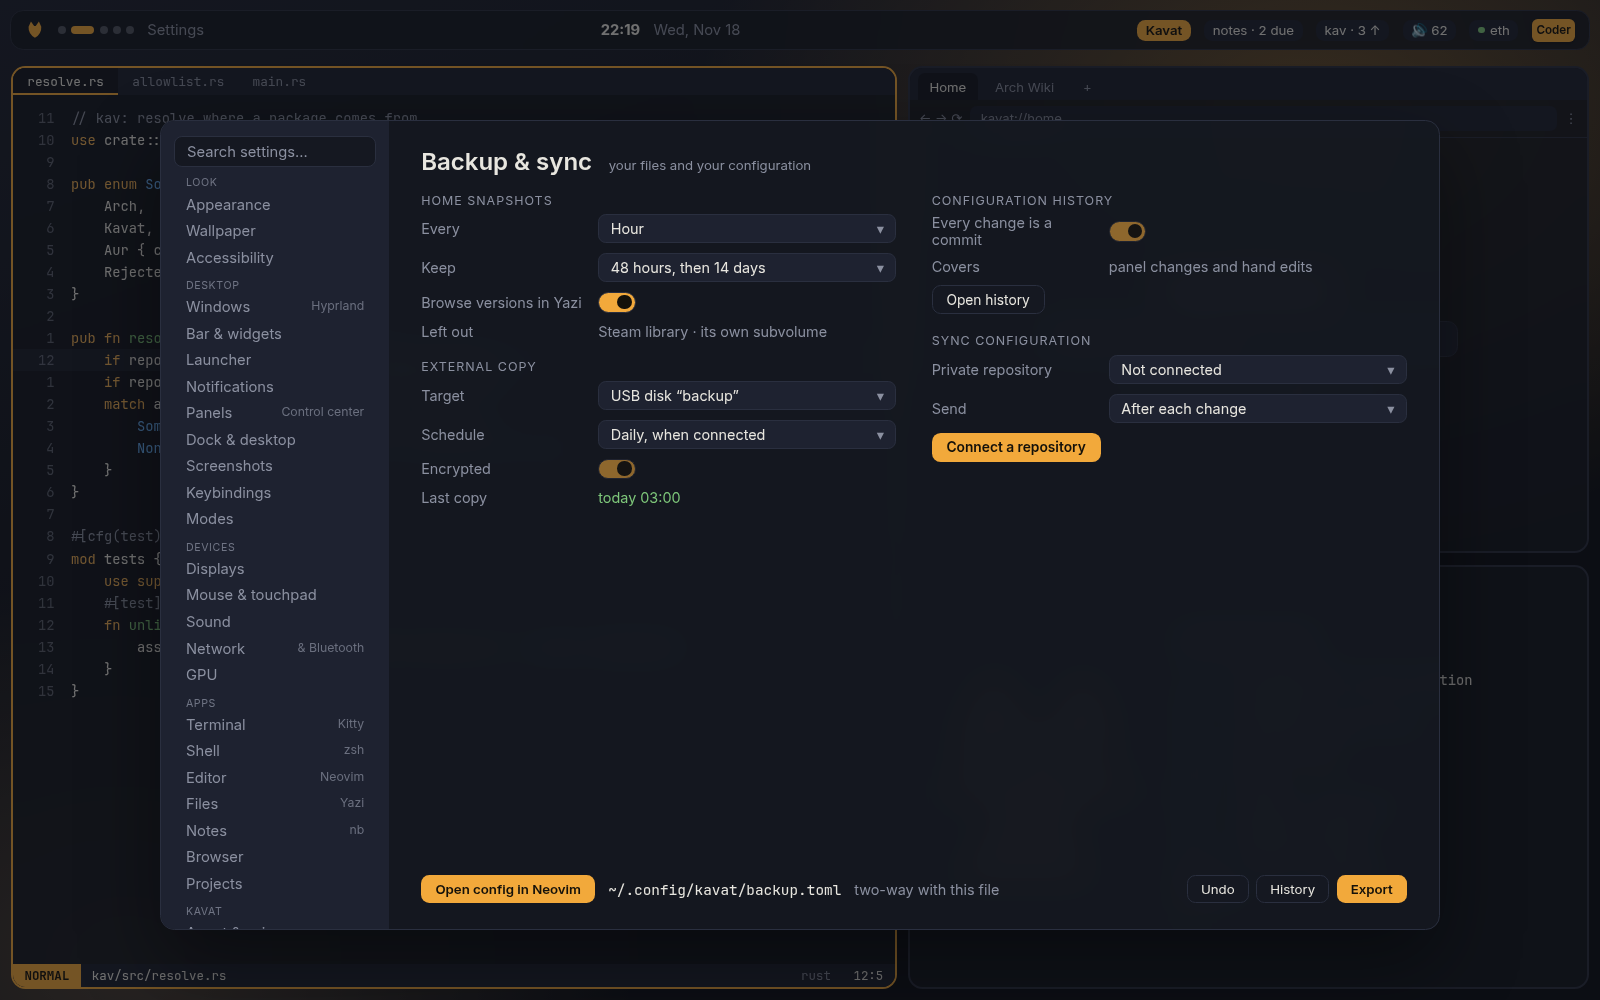 Settings
22:19 Wed, Nov 18
Kavat
notes · 2 due
kav · 3 ↑
62
eth
Coder
resolve.rs allowlist.rs main.rs
11 // kav: resolve where a package comes from
10 use crate::
9
8 pub enum So
7 Arch,
6 Kavat,
5 Aur { c
4 Rejecte
3 }
2
1 pub fn reso
12 if repo
1 if repo
2 match a
3 Som
4 Non
5 }
6 }
7
8 #[cfg(test)
9 mod tests {
10 use sup
11 #[test]
12 fn unli
13 ass
14 }
15 }
NORMAL kav/src/resolve.rs rust 12:5
Home Arch Wiki +
← → ⟳ kavat://home ⋮
tion
Search settings...
LOOK
Appearance
Wallpaper
Accessibility
DESKTOP
Windows Hyprland
Bar & widgets
Launcher
Notifications
Panels Control center
Dock & desktop
Screenshots
Keybindings
Modes
DEVICES
Displays
Mouse & touchpad
Sound
Network & Bluetooth
GPU
APPS
Terminal Kitty
Shell zsh
Editor Neovim
Files Yazi
Notes nb
Browser
Projects
KAVAT
Backup & sync your files and your configuration
HOME SNAPSHOTS
Every Hour ▾
Keep 48 hours, then 14 days ▾
Browse versions in Yazi
Left out Steam library · its own subvolume
EXTERNAL COPY
Target USB disk “backup” ▾
Schedule Daily, when connected ▾
Encrypted
Last copy today 03:00
CONFIGURATION HISTORY
Every change is a
commit
Covers panel changes and hand edits
Open history
SYNC CONFIGURATION
Private repository Not connected ▾
Send After each change ▾
Connect a repository
Open config in Neovim ~/.config/kavat/backup.toml two-way with this file
Undo History Export